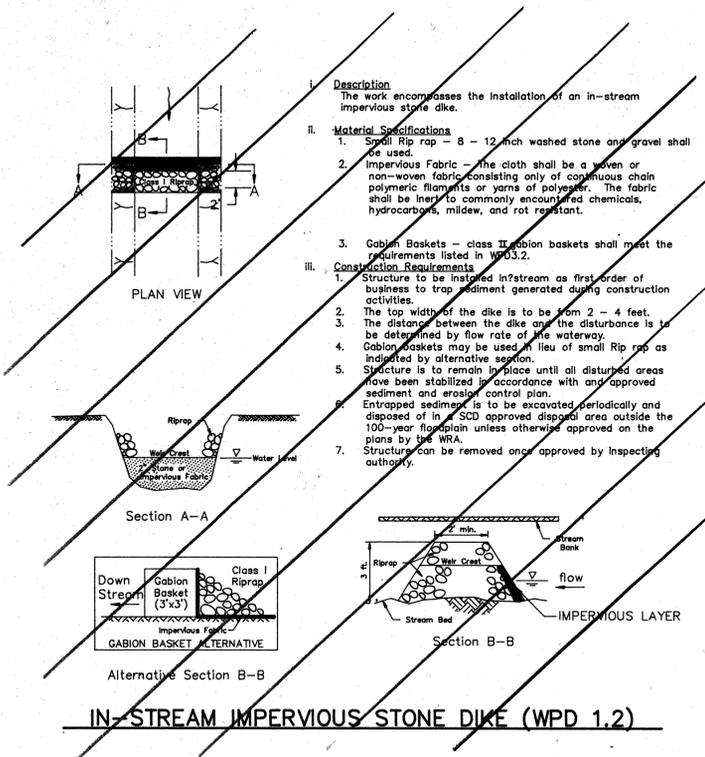 i. Description
The work encompasses the installation of an in-stream
impervious stone dike.
ii. Material Specifications
1. Small Rip rap - 8 - 12 inch washed stone and gravel shall
be used.
2. Impervious Fabric - The cloth shall be a woven or
non-woven fabric consisting only of continuous chain
polymeric filaments or yarns of polyester. The fabric
shall be inert to commonly encountered chemicals,
hydrocarbons, mildew, and rot resistant.
3. Gabion Baskets - class II gabion baskets shall meet the
requirements listed in WPD3.2.
iii. Construction Requirements
1. Structure to be installed in?stream as first order of
business to trap sediment generated during construction
activities.
2. The top width of the dike is to be from 2 - 4 feet.
3. The distance between the dike and the disturbance is to
be determined by flow rate of the waterway.
4. Gabion baskets may be used in lieu of small Rip rap as
indicated by alternative section.
5. Structure is to remain in place until all disturbed areas
have been stabilized in accordance with and approved
sediment and erosion control plan.
6. Entrapped sediment is to be excavated periodically and
disposed of in a SCD approved disposal area outside the
100-year floodplain unless otherwise approved on the
plans by the WRA.
7. Structure can be removed once approved by inspecting
authority.
B
A
Class I Riprap
A
B
2'
PLAN VIEW
Riprap
Weir Crest
Water Level
2" Stone or
Impervious Fabric
Section A-A
Down
Stream
Gabion
Basket
(3'x3')
Class I
Riprap
Impervious Fabric
GABION BASKET ALTERNATIVE
Alternative Section B-B
2' min.
Stream
Bank
Riprap
Weir Crest
3 ft.
flow
IMPERVIOUS LAYER
Stream Bed
Section B-B
IN-STREAM IMPERVIOUS STONE DIKE (WPD 1.2)